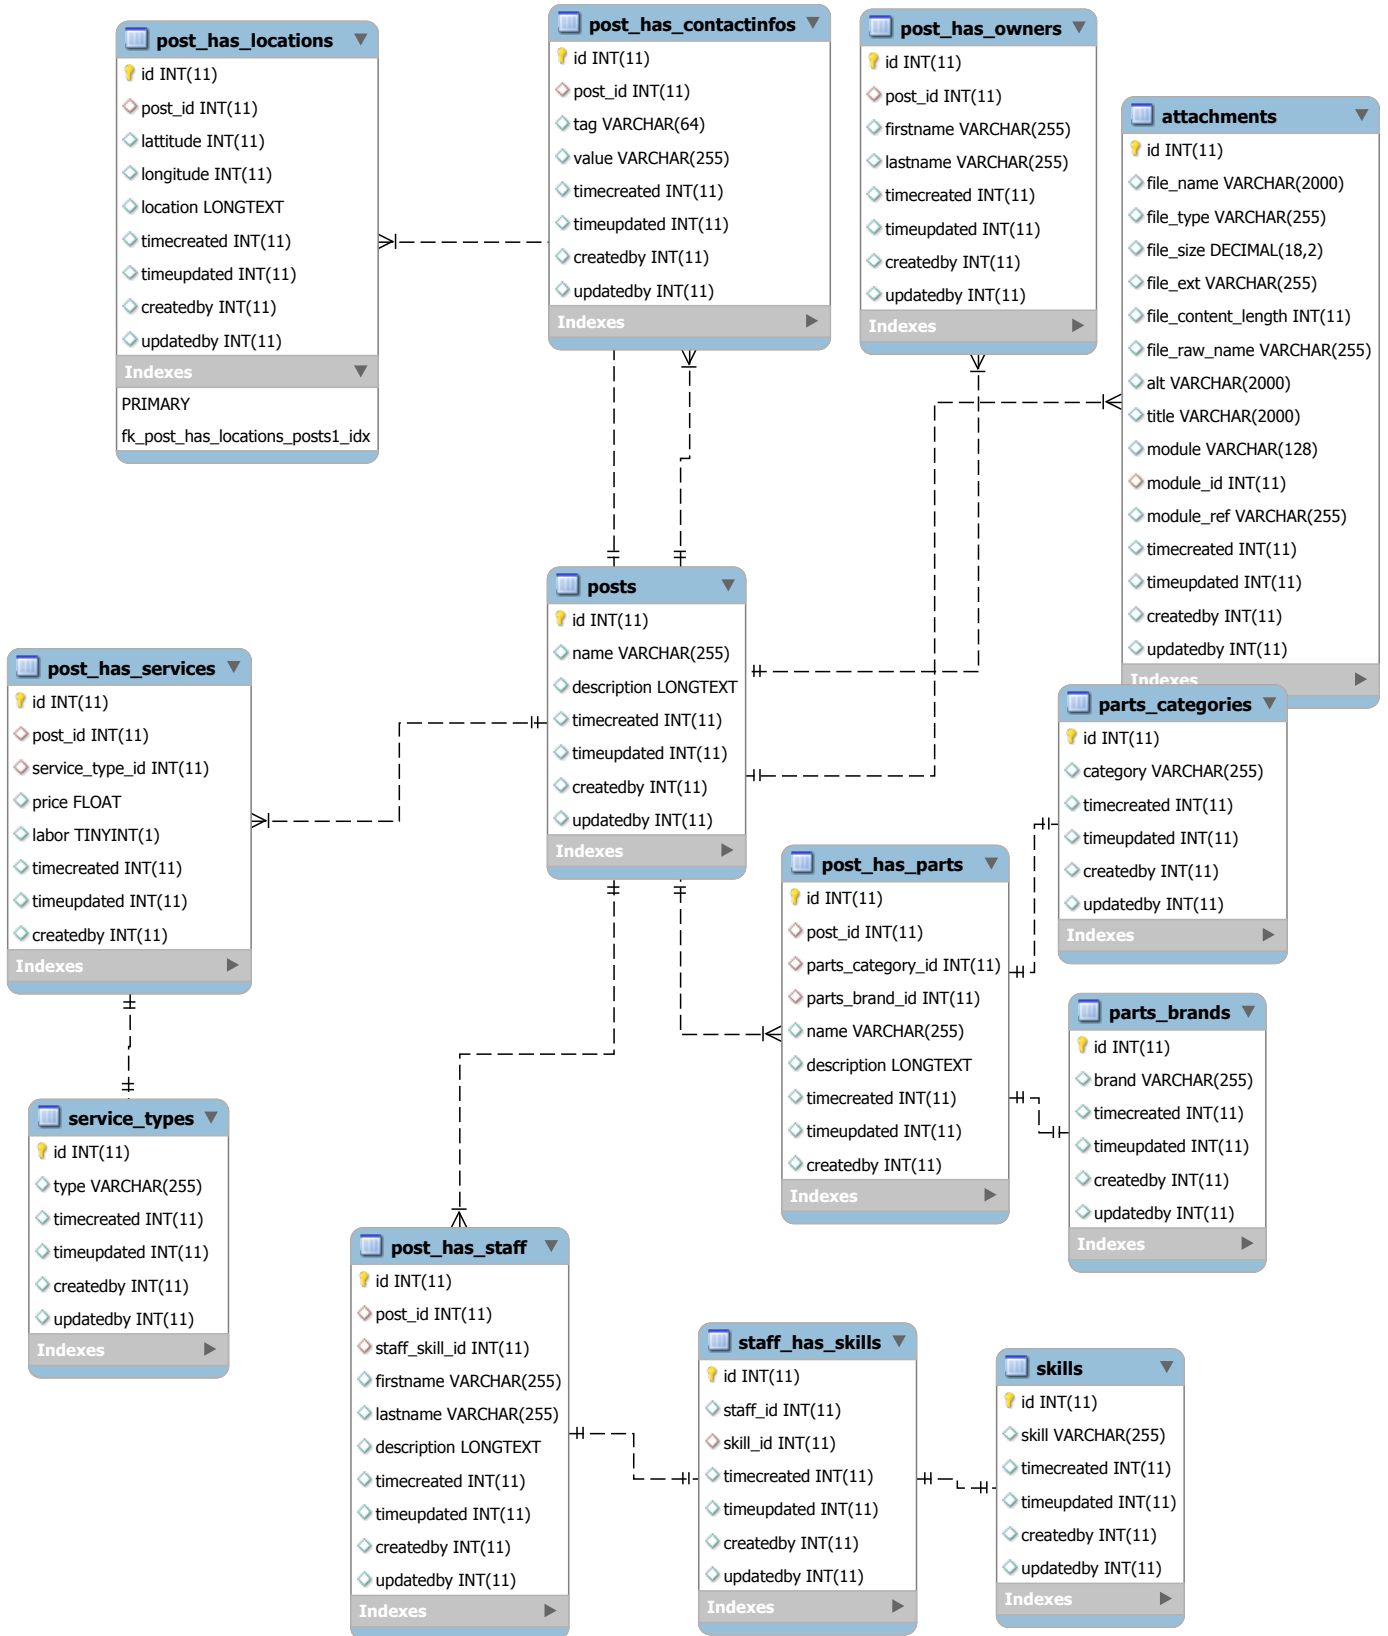 post_has_locations
id INT(11)
post_id INT(11)
lattitude INT(11)
longitude INT(11)
location LONGTEXT
timecreated INT(11)
timeupdated INT(11)
createdby INT(11)
updatedby INT(11)
Indexes
PRIMARY
fk_post_has_locations_posts1_idx
post_has_contactinfos
id INT(11)
post_id INT(11)
tag VARCHAR(64)
value VARCHAR(255)
timecreated INT(11)
timeupdated INT(11)
createdby INT(11)
updatedby INT(11)
Indexes
post_has_owners
id INT(11)
post_id INT(11)
firstname VARCHAR(255)
lastname VARCHAR(255)
timecreated INT(11)
timeupdated INT(11)
createdby INT(11)
updatedby INT(11)
Indexes
attachments
id INT(11)
file_name VARCHAR(2000)
file_type VARCHAR(255)
file_size DECIMAL(18,2)
file_ext VARCHAR(255)
file_content_length INT(11)
file_raw_name VARCHAR(255)
alt VARCHAR(2000)
title VARCHAR(2000)
module VARCHAR(128)
module_id INT(11)
module_ref VARCHAR(255)
timecreated INT(11)
timeupdated INT(11)
createdby INT(11)
updatedby INT(11)
Indexes
posts
id INT(11)
name VARCHAR(255)
description LONGTEXT
timecreated INT(11)
timeupdated INT(11)
createdby INT(11)
updatedby INT(11)
Indexes
post_has_services
id INT(11)
post_id INT(11)
service_type_id INT(11)
price FLOAT
labor TINYINT(1)
timecreated INT(11)
timeupdated INT(11)
createdby INT(11)
Indexes
parts_categories
id INT(11)
category VARCHAR(255)
timecreated INT(11)
timeupdated INT(11)
createdby INT(11)
updatedby INT(11)
Indexes
post_has_parts
id INT(11)
post_id INT(11)
parts_category_id INT(11)
parts_brand_id INT(11)
name VARCHAR(255)
description LONGTEXT
timecreated INT(11)
timeupdated INT(11)
createdby INT(11)
Indexes
parts_brands
id INT(11)
brand VARCHAR(255)
timecreated INT(11)
timeupdated INT(11)
createdby INT(11)
updatedby INT(11)
Indexes
service_types
id INT(11)
type VARCHAR(255)
timecreated INT(11)
timeupdated INT(11)
createdby INT(11)
updatedby INT(11)
Indexes
post_has_staff
id INT(11)
post_id INT(11)
staff_skill_id INT(11)
firstname VARCHAR(255)
lastname VARCHAR(255)
description LONGTEXT
timecreated INT(11)
timeupdated INT(11)
createdby INT(11)
updatedby INT(11)
Indexes
staff_has_skills
id INT(11)
staff_id INT(11)
skill_id INT(11)
timecreated INT(11)
timeupdated INT(11)
createdby INT(11)
updatedby INT(11)
Indexes
skills
id INT(11)
skill VARCHAR(255)
timecreated INT(11)
timeupdated INT(11)
createdby INT(11)
updatedby INT(11)
Indexes